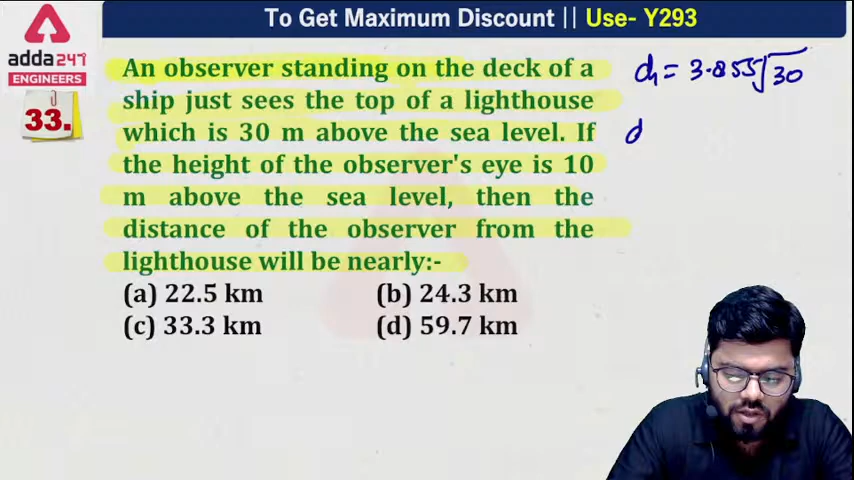 To Get Maximum Discount || Use- Y293
adda247
ENGINEERS
33.
An observer standing on the deck of a
ship just sees the top of a lighthouse
which is 30 m above the sea level. If
the height of the observer's eye is 10
m above the sea level, then the
distance of the observer from the
lighthouse will be nearly:-
(a) 22.5 km (b) 24.3 km
(c) 33.3 km (d) 59.7 km
d₁ = 3.855√30
d